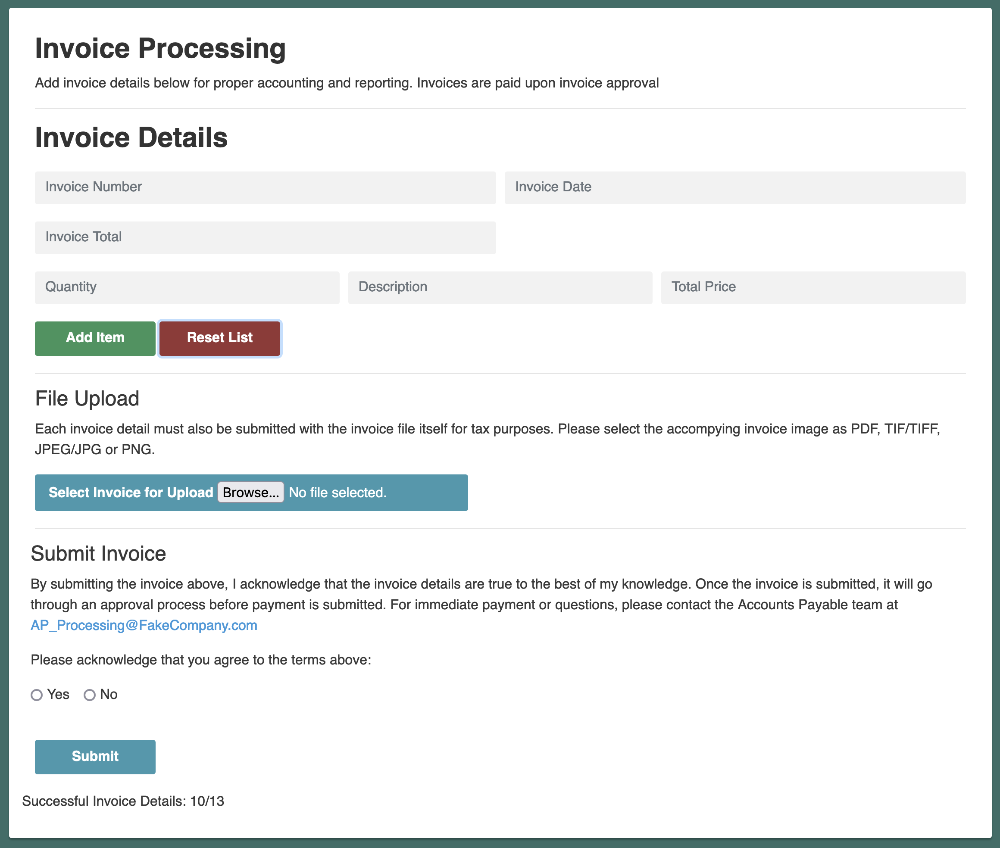 Invoice Processing
Add invoice details below for proper accounting and reporting. Invoices are paid upon invoice approval
Invoice Details
Invoice Number
Invoice Date
Invoice Total
Quantity
Description
Total Price
Add Item
Reset List
File Upload
Each invoice detail must also be submitted with the invoice file itself for tax purposes. Please select the accompying invoice image as PDF, TIF/TIFF,
JPEG/JPG or PNG.
Select Invoice for Upload Browse... No file selected.
Submit Invoice
By submitting the invoice above, I acknowledge that the invoice details are true to the best of my knowledge. Once the invoice is submitted, it will go
through an approval process before payment is submitted. For immediate payment or questions, please contact the Accounts Payable team at
AP_Processing@FakeCompany.com
Please acknowledge that you agree to the terms above:
Yes
No
Submit
Successful Invoice Details: 10/13